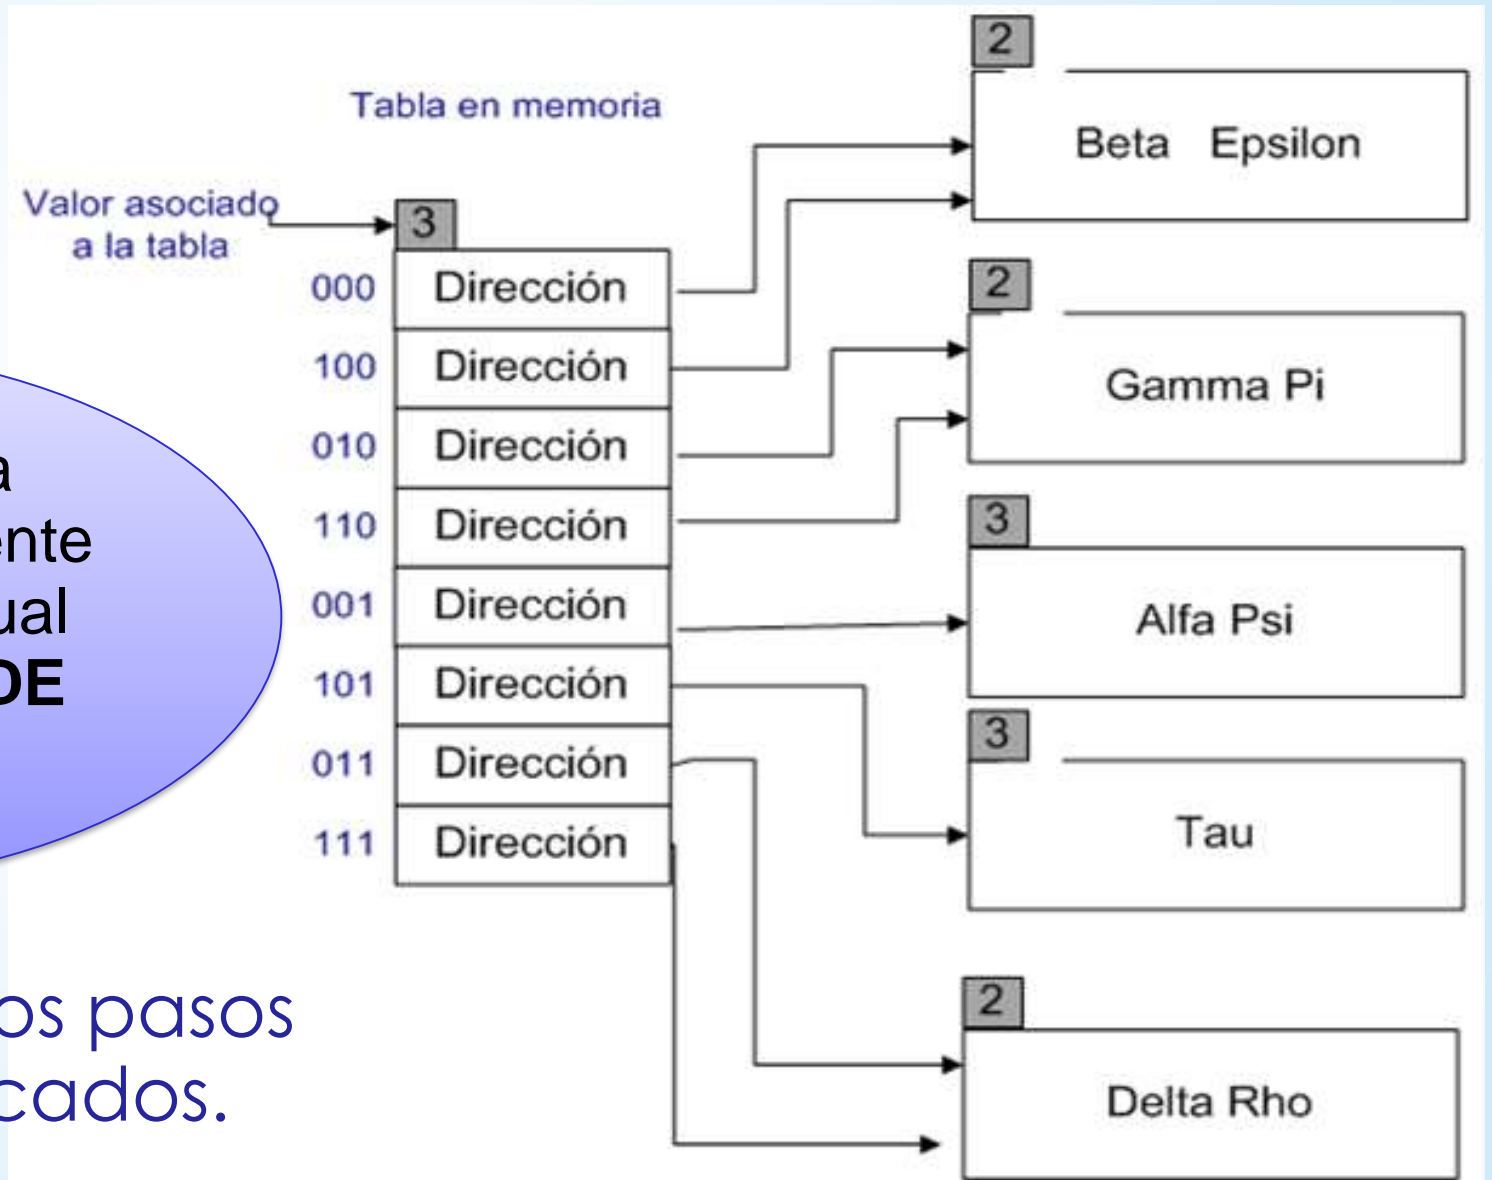 Tabla en memoria
Valor asociado
a la tabla
3
000 Dirección
100 Dirección
010 Dirección
110 Dirección
001 Dirección
101 Dirección
011 Dirección
111 Dirección
2
Beta Epsilon
2
Gamma Pi
3
Alfa Psi
3
Tau
2
Delta Rho
a
ente
ual
DE
os pasos
cados.